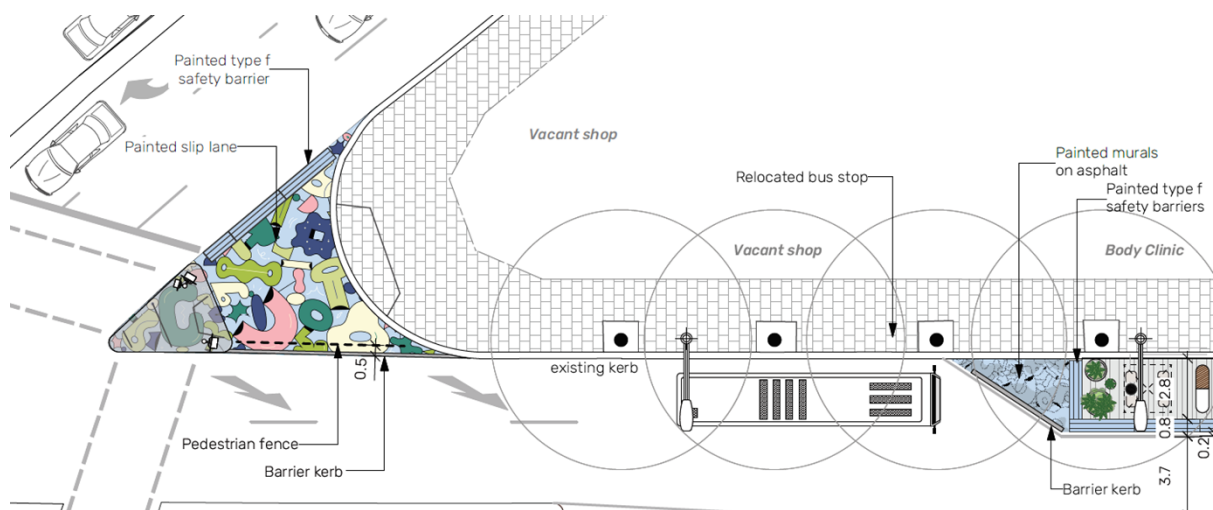 Painted type f
safety barrier
Painted slip lane
Vacant shop
Relocated bus stop
Vacant shop
Painted murals
on asphalt
Painted type f
safety barriers
Body Clinic
0.5
existing kerb
Pedestrian fence
Barrier kerb
2.83
0.8
0.2
3.7
Barrier kerb